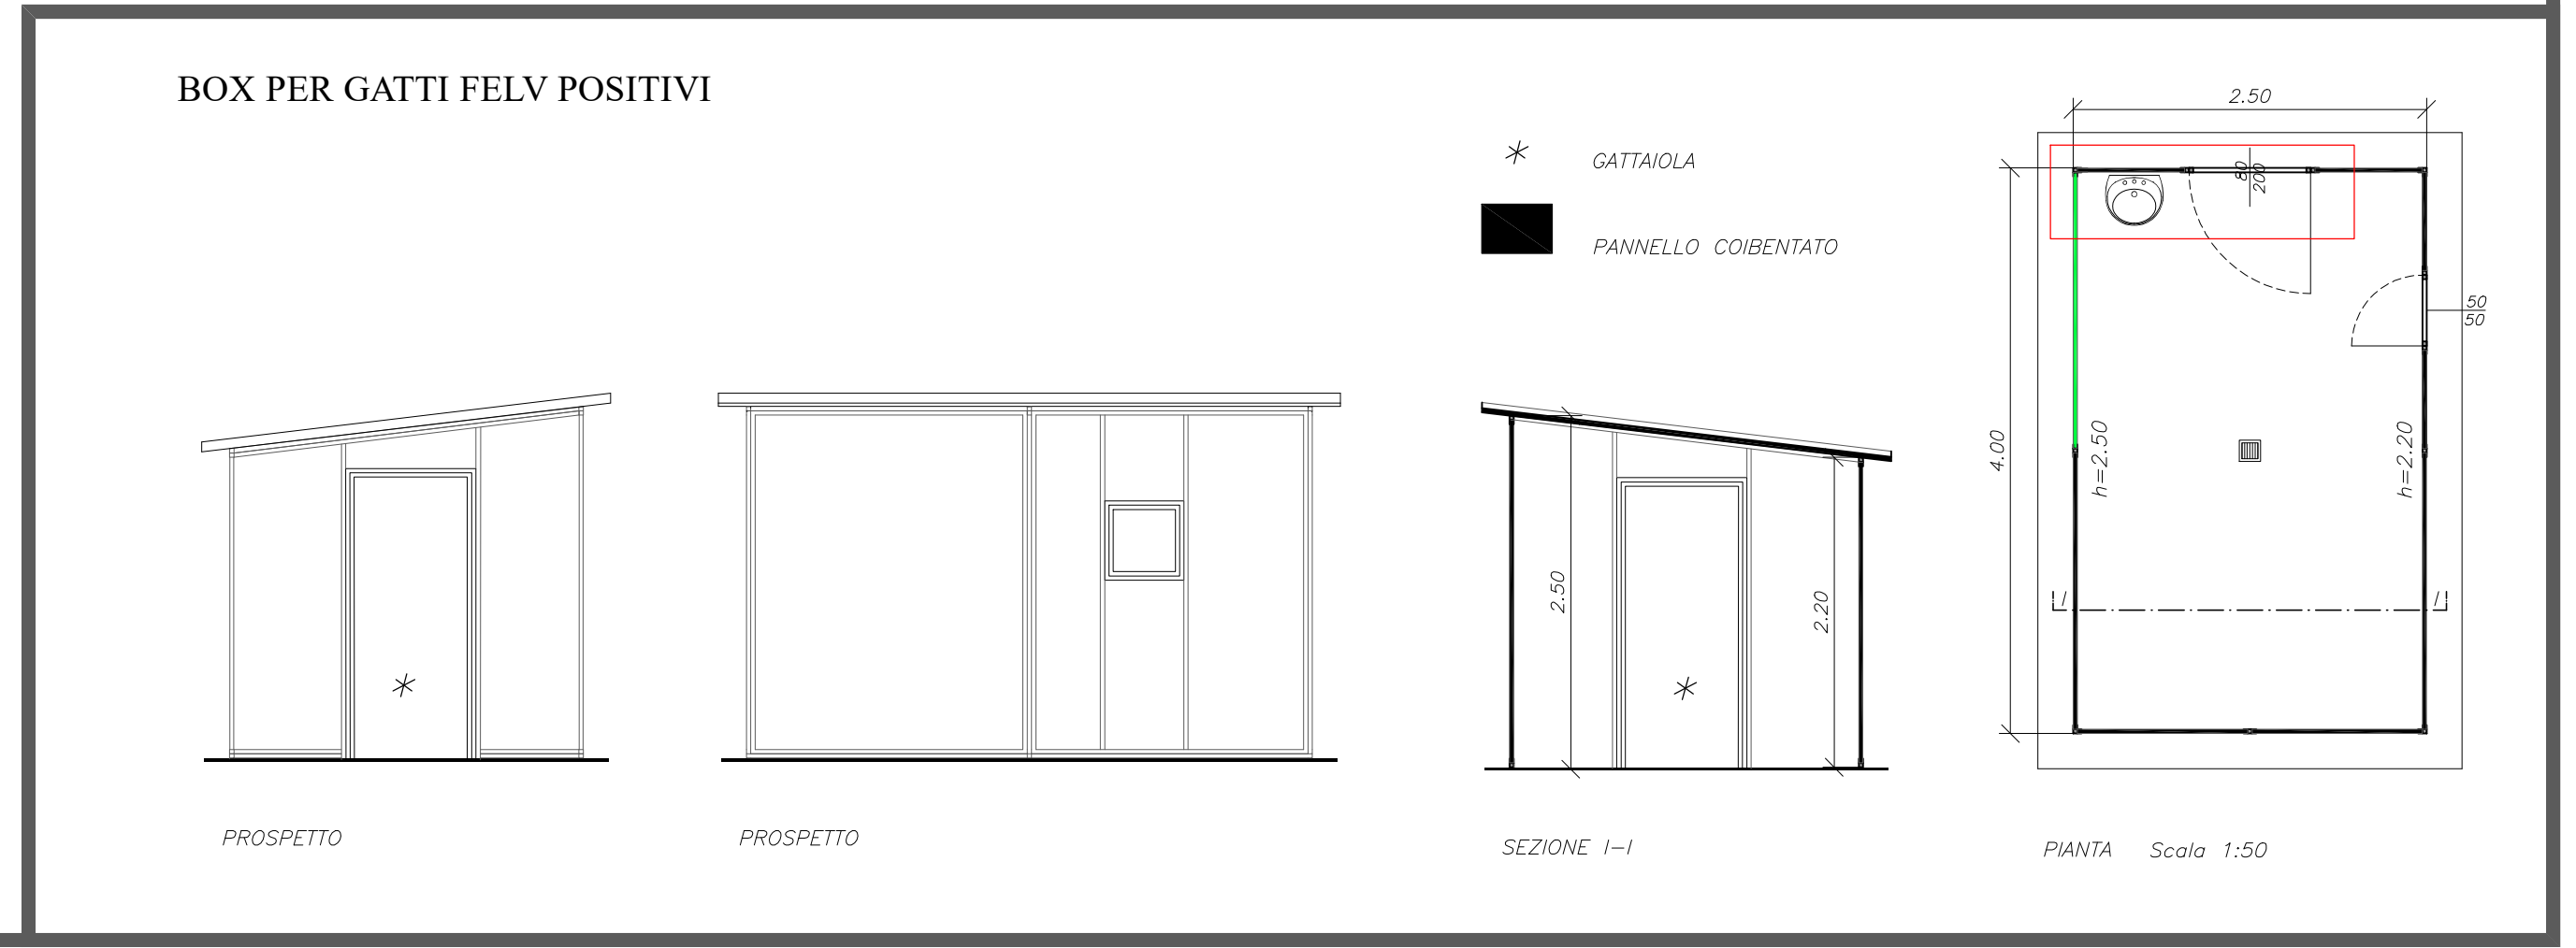 BOX PER GATTI FELV POSITIVI
GATTAIOLA
PANNELLO COIBENTATO
2.50
80
200
50
50
4.00
h=2.50
h=2.20
I
I
2.50
2.20
PROSPETTO
PROSPETTO
SEZIONE I-I
PIANTA Scala 1:50